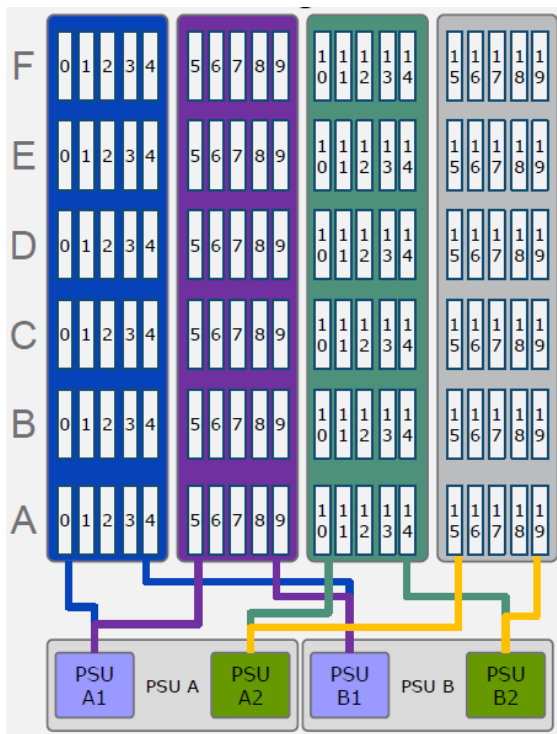 F 0 1 2 3 4 5 6 7 8 9 10 11 12 13 14 15 16 17 18 19
E 0 1 2 3 4 5 6 7 8 9 10 11 12 13 14 15 16 17 18 19
D 0 1 2 3 4 5 6 7 8 9 10 11 12 13 14 15 16 17 18 19
C 0 1 2 3 4 5 6 7 8 9 10 11 12 13 14 15 16 17 18 19
B 0 1 2 3 4 5 6 7 8 9 10 11 12 13 14 15 16 17 18 19
A 0 1 2 3 4 5 6 7 8 9 10 11 12 13 14 15 16 17 18 19
PSU
A1
PSU A
PSU
A2
PSU
B1
PSU B
PSU
B2